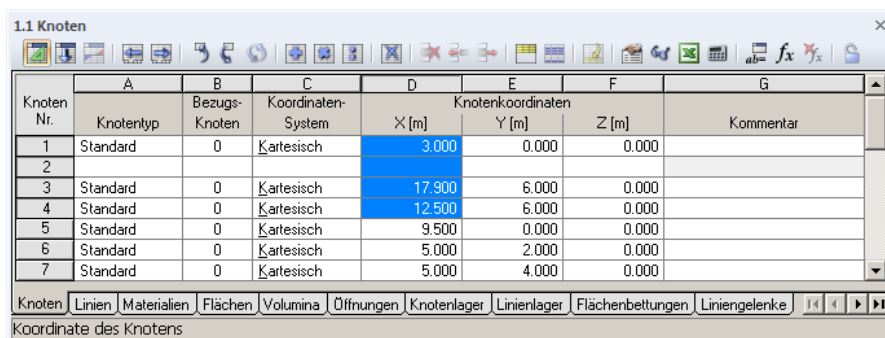 1.1 Knoten
A B C D E F G
Knoten Bezugs- Koordinaten- Knotenkoordinaten
Nr. Knotentyp Knoten System X [m] Y [m] Z [m] Kommentar
1 Standard 0 Kartesisch 3.000 0.000 0.000
2
3 Standard 0 Kartesisch 17.900 6.000 0.000
4 Standard 0 Kartesisch 12.500 6.000 0.000
5 Standard 0 Kartesisch 9.500 0.000 0.000
6 Standard 0 Kartesisch 5.000 2.000 0.000
7 Standard 0 Kartesisch 5.000 4.000 0.000
Knoten Linien Materialien Flächen Volumina Öffnungen Knotenlager Linienlager Flächenbettungen Liniengelenke
Koordinate des Knotens